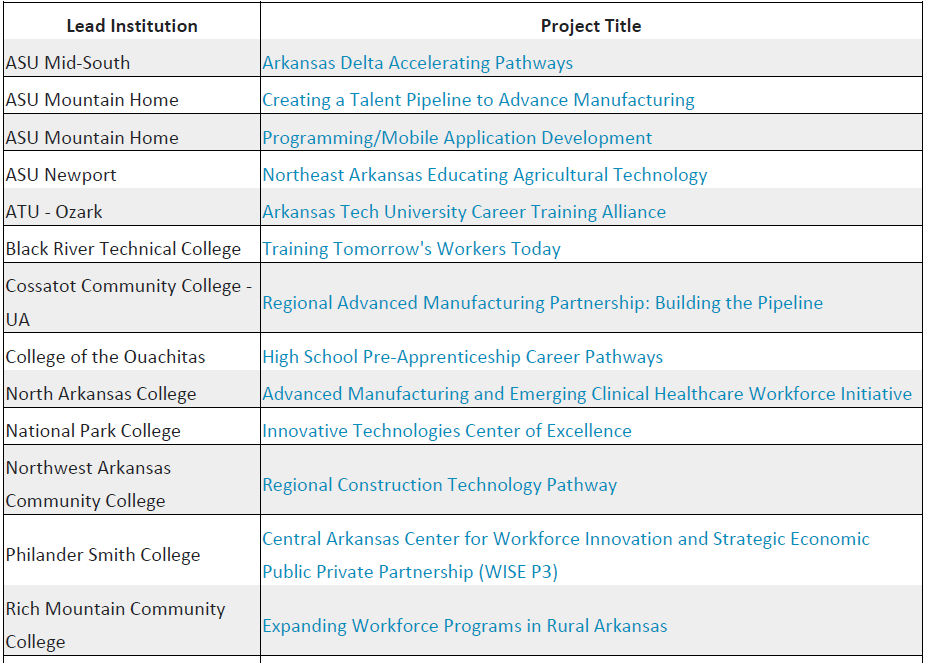 Lead Institution Project Title
ASU Mid-South Arkansas Delta Accelerating Pathways
ASU Mountain Home Creating a Talent Pipeline to Advance Manufacturing
ASU Mountain Home Programming/Mobile Application Development
ASU Newport Northeast Arkansas Educating Agricultural Technology
ATU - Ozark Arkansas Tech University Career Training Alliance
Black River Technical College Training Tomorrow's Workers Today
Cossatot Community College -
UA
Regional Advanced Manufacturing Partnership: Building the Pipeline
College of the Ouachitas High School Pre-Apprenticeship Career Pathways
North Arkansas College Advanced Manufacturing and Emerging Clinical Healthcare Workforce Initiative
National Park College Innovative Technologies Center of Excellence
Northwest Arkansas
Community College
Regional Construction Technology Pathway
Philander Smith College
Central Arkansas Center for Workforce Innovation and Strategic Economic
Public Private Partnership (WISE P3)
Rich Mountain Community
College
Expanding Workforce Programs in Rural Arkansas